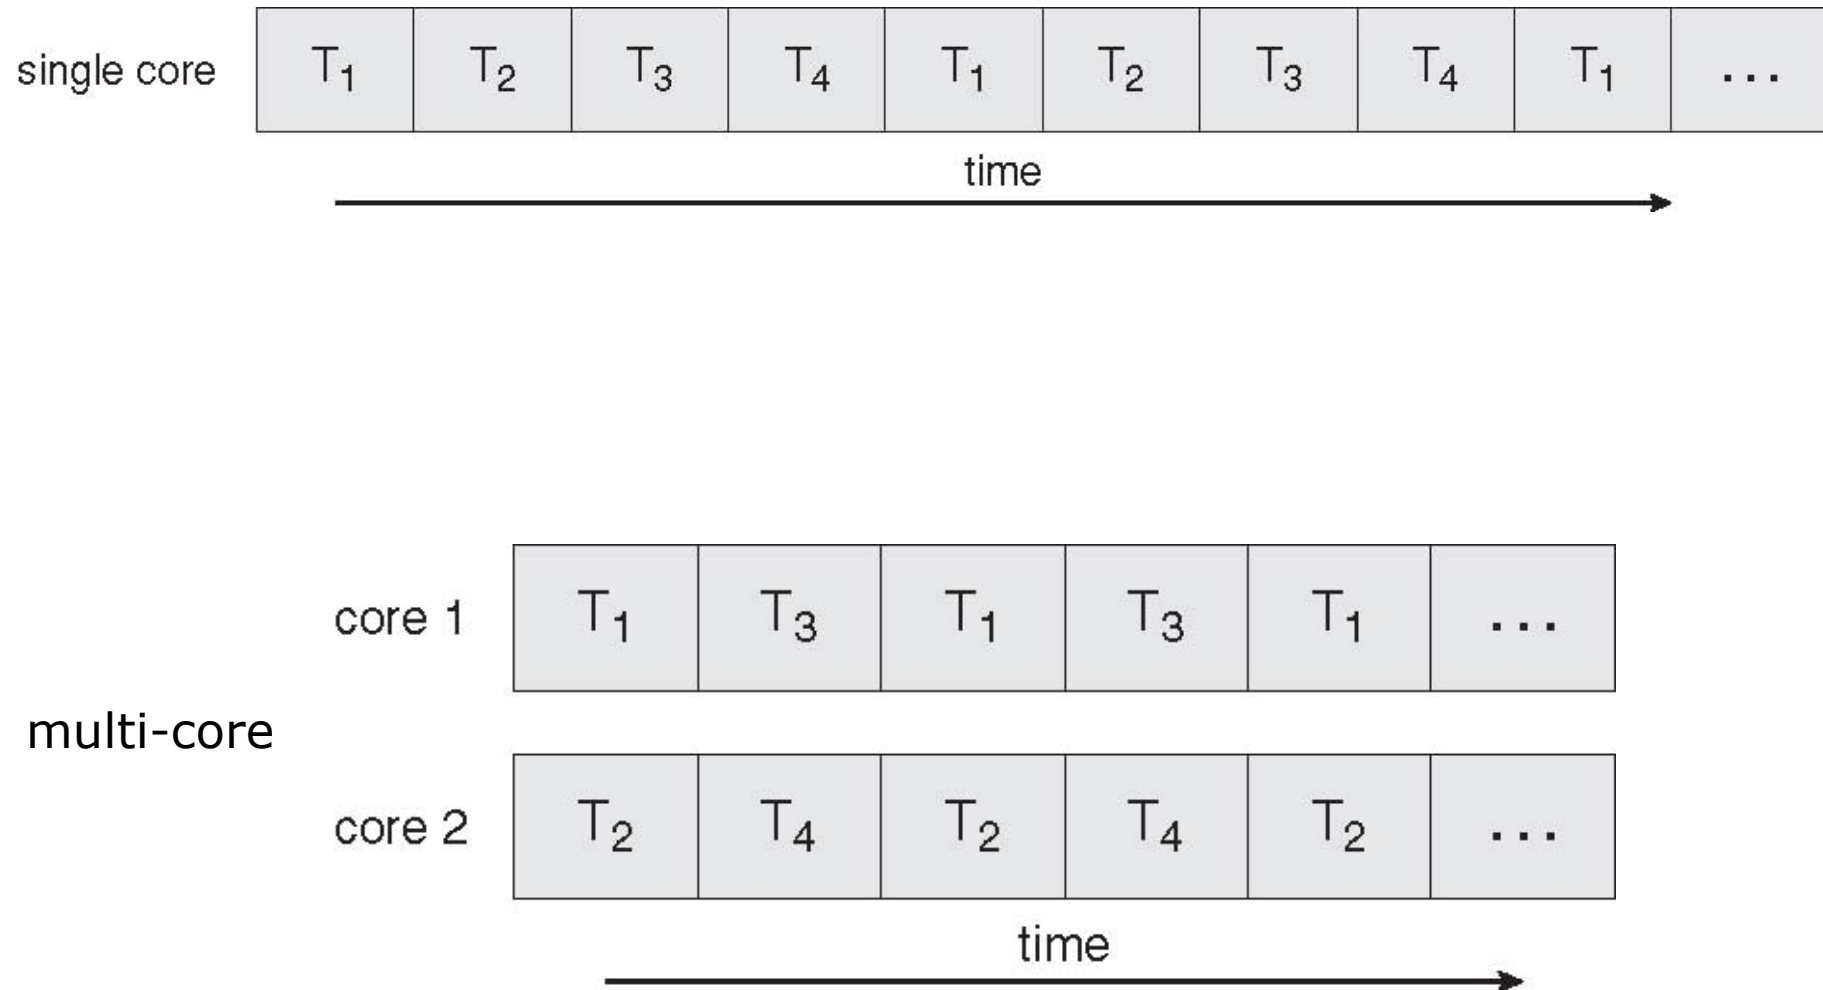 single core T₁ T₂ T₃ T₄ T₁ T₂ T₃ T₄ T₁ ...
time
core 1 T₁ T₃ T₁ T₃ T₁ ...
multi-core
core 2 T₂ T₄ T₂ T₄ T₂ ...
time